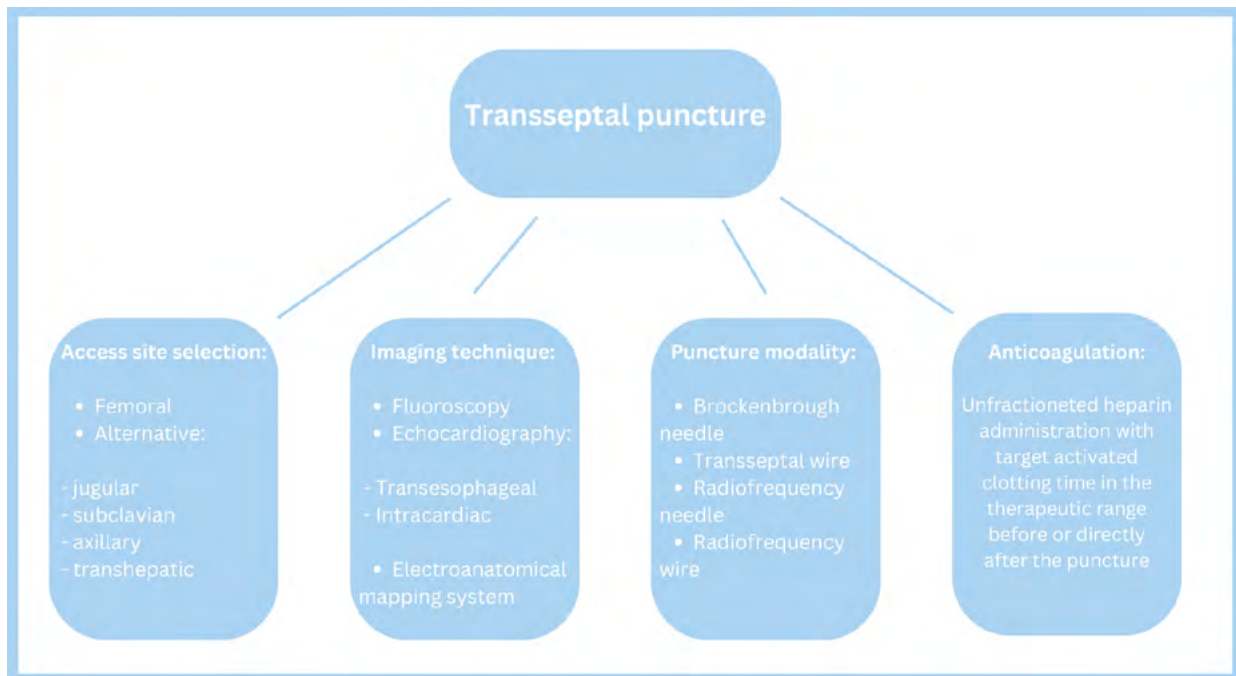 Transseptal puncture
Access site selection:
• Femoral
• Alternative:
- jugular
- subclavian
- axillary
- transhepatic
Imaging technique:
• Fluoroscopy
• Echocardiography:
- Transesophageal
- Intracardiac
• Electroanatomical
mapping system
Puncture modality:
• Brockenbrough
needle
• Transseptal wire
• Radiofrequency
needle
• Radiofrequency
wire
Anticoagulation:
Unfractioneted heparin
administration with
target activated
clotting time in the
therapeutic range
before or directly
after the puncture